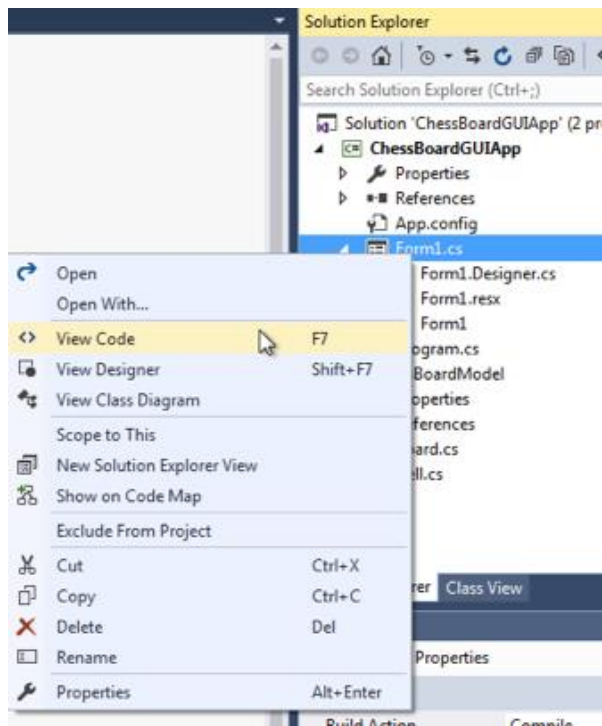 Solution Explorer
Search Solution Explorer (Ctrl+;)
Solution 'ChessBoardGUIApp' (2 pr
C# ChessBoardGUIApp
Properties
References
App.config
Form1.cs
Form1.Designer.cs
Form1.resx
Form1
ogram.cs
BoardModel
operties
ferences
ard.cs
ll.cs
Open
Open With...
View Code F7
View Designer Shift+F7
View Class Diagram
Scope to This
New Solution Explorer View
Show on Code Map
Exclude From Project
Cut Ctrl+X
Copy Ctrl+C
Delete Del
Rename
Properties Alt+Enter
rer Class View
Properties
Build Action Compile